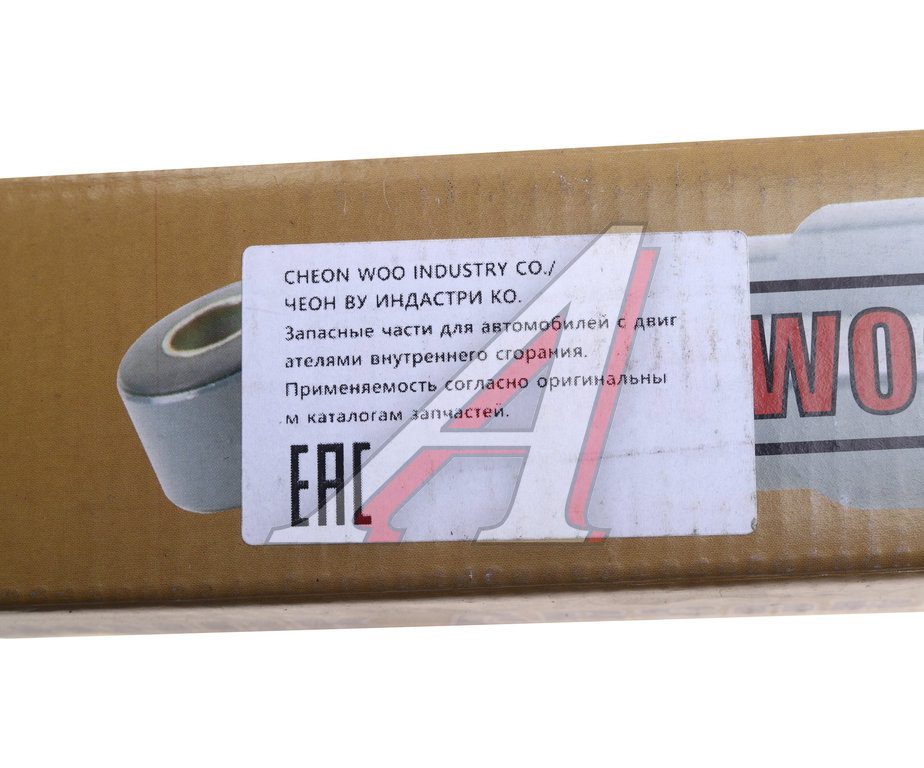 CHEON WOO INDUSTRY CO./
ЧЕОН ВУ ИНДАСТРИ КО.
Запасные части для автомобилей с двиг
ателями внутреннего сгорания.
Применяемость согласно оригинальны
м каталогам запчастей.
EAC
WO